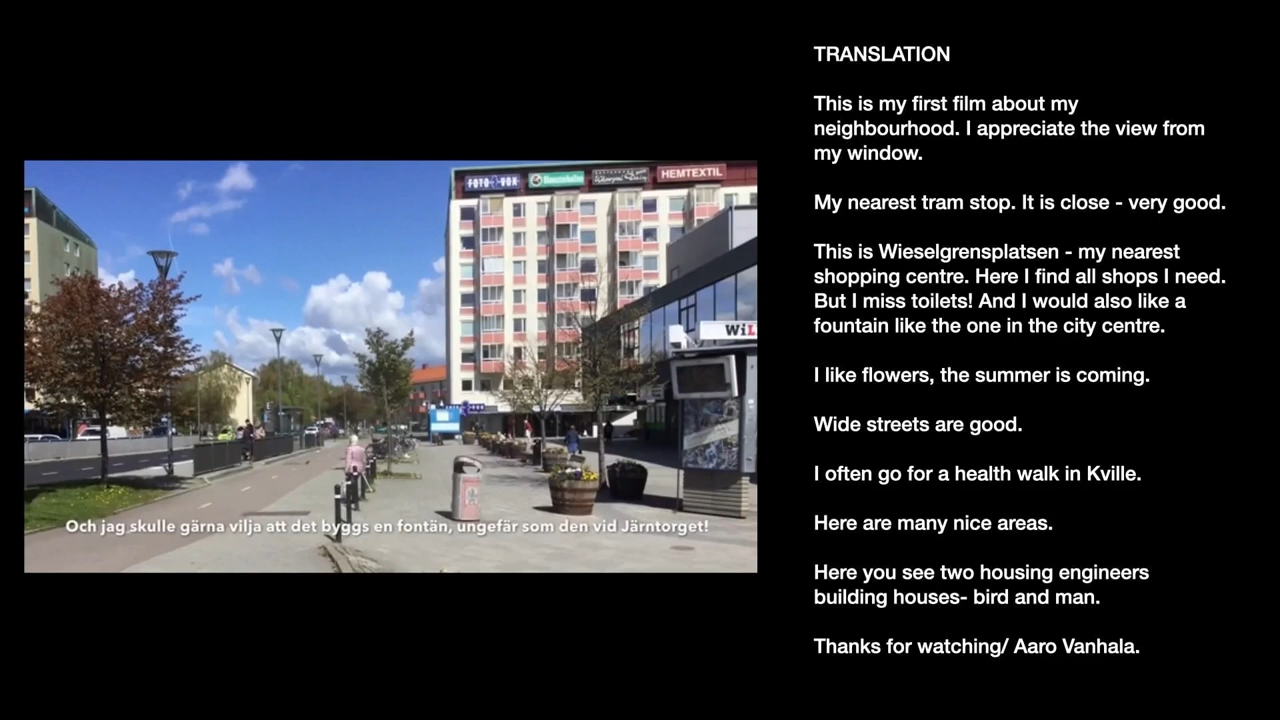 TRANSLATION
This is my first film about my
neighbourhood. I appreciate the view from
my window.
My nearest tram stop. It is close - very good.
This is Wieselgrensplatsen - my nearest
shopping centre. Here I find all shops I need.
But I miss toilets! And I would also like a
fountain like the one in the city centre.
I like flowers, the summer is coming.
Wide streets are good.
I often go for a health walk in Kville.
Here are many nice areas.
Here you see two housing engineers
building houses- bird and man.
Thanks for watching/ Aaro Vanhala.
HEMTEXTIL
Wil
Och jag skulle gärna vilja att det byggs en fontän, ungefär som den vid Järntorget!